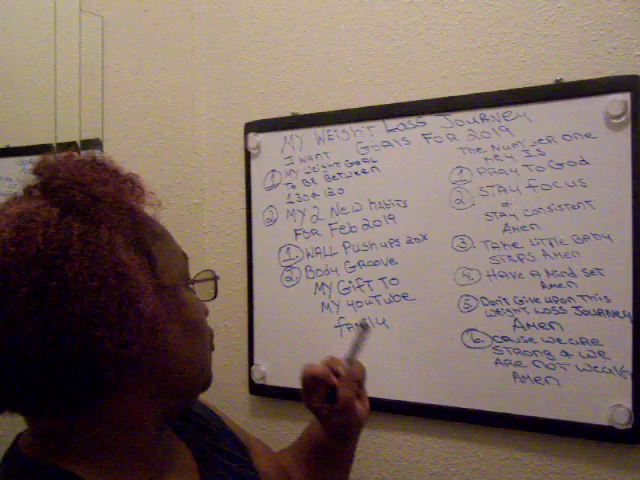 My Weight Loss Journey
Goals For 2019
I WANT
① My Weight Goal
To Be Between
130 & 120
② My 2 New Habits
For Feb 2019
①. Wall Pushups 20x
②. Body Groove
My Gift To
My YouTube
Family
The Number One
Key Is
① Pray To God
② Stay Focus
&
Stay Consistent
Amen
③. Take Little Baby
Steps Amen
④. Have A Mind Set
Amen
⑤ Don't Give Upon This
Weight Loss Journey
Amen
⑥. Cause We Are
Strong & We
Are Not Weak
Amen